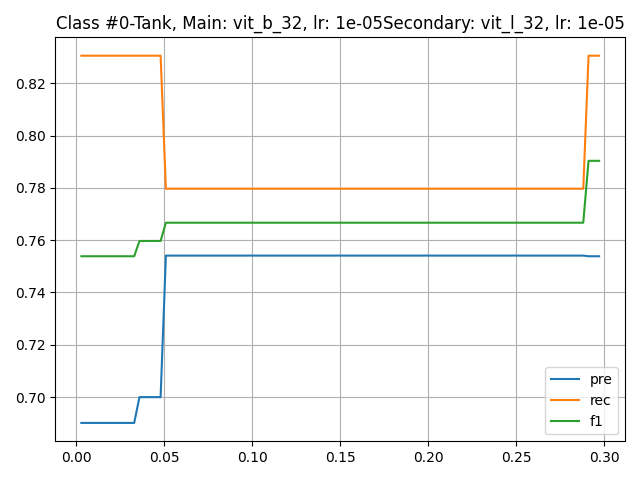 Class #0-Tank, Main: vit_b_32, lr: 1e-05Secondary: vit_l_32, lr: 1e-05
0.82
0.80
0.78
0.76
0.74
0.72
0.70
pre
rec
f1
0.00 0.05 0.10 0.15 0.20 0.25 0.30